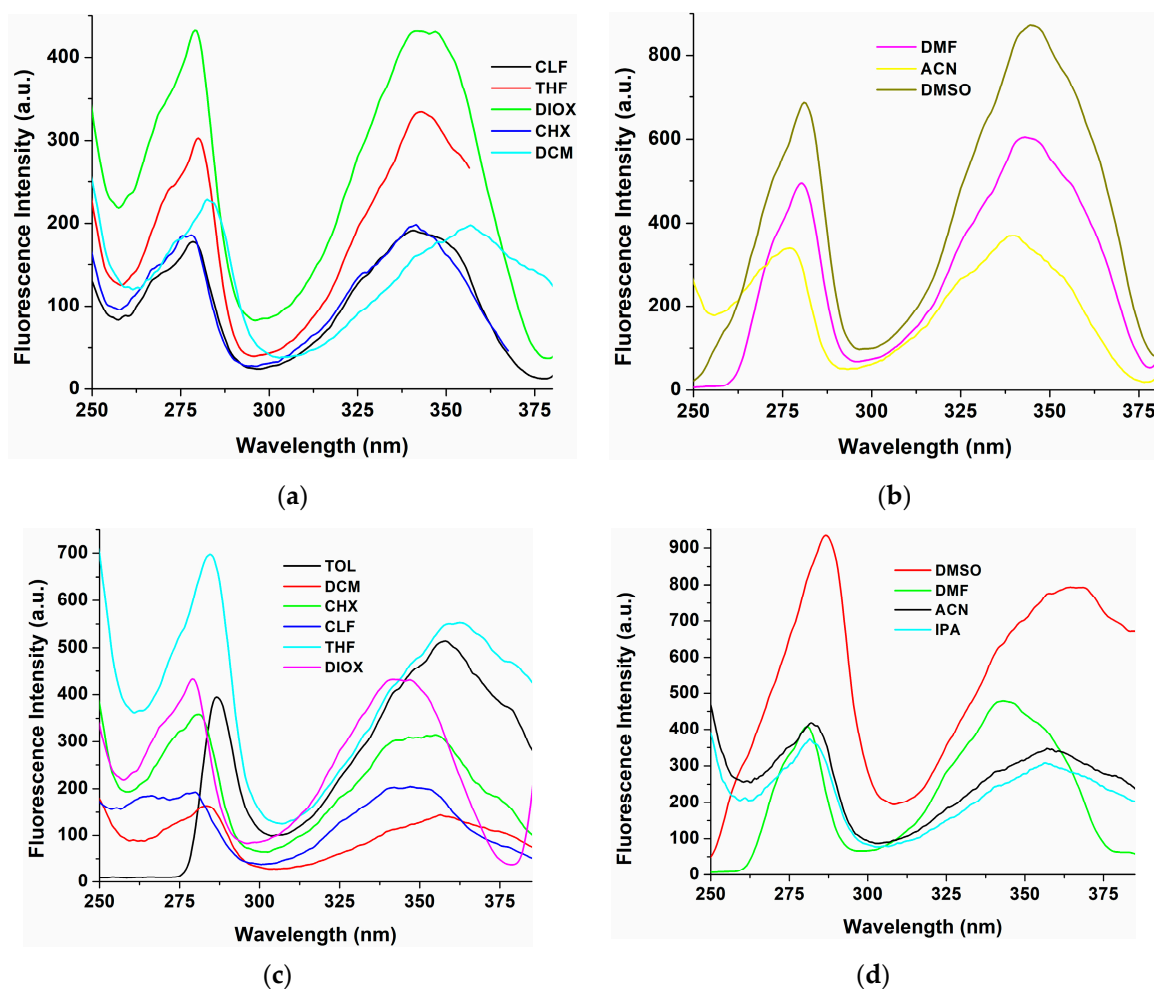 Fluorescence Intensity (a.u.)
400
300
200
100
0
CLF
THF
DIOX
CHX
DCM
250 275 300 325 350 375
Wavelength (nm)
(a)
Fluorescence Intensity (a.u.)
800
600
400
200
0
DMF
ACN
DMSO
250 275 300 325 350 375
Wavelength (nm)
(b)
Fluorescence Intensity (a.u.)
700
600
500
400
300
200
100
0
TOL
DCM
CHX
CLF
THF
DIOX
250 275 300 325 350 375
Wavelength (nm)
(c)
Fluorescence Intensity (a.u.)
900
800
700
600
500
400
300
200
100
0
DMSO
DMF
ACN
IPA
250 275 300 325 350 375
Wavelength (nm)
(d)